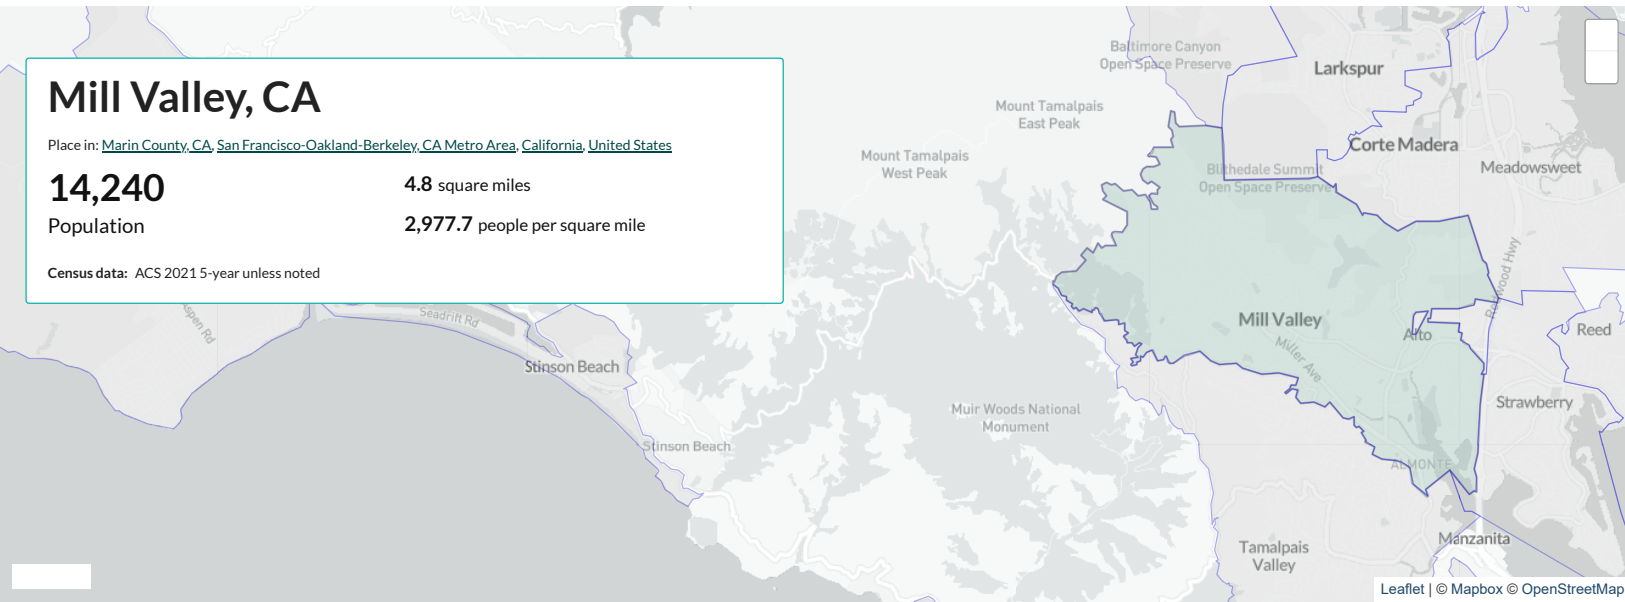 Mill Valley, CA
Place in: Marin County, CA, San Francisco-Oakland-Berkeley, CA Metro Area, California, United States
14,240
Population
4.8 square miles
2,977.7 people per square mile
Census data: ACS 2021 5-year unless noted
Baltimore Canyon
Open Space Preserve
Larkspur
Mount Tamalpais
East Peak
Corte Madera
Mount Tamalpais
West Peak
Blithedale Summit
Open Space Preserve
Meadowsweet
Redwood Hwy
Aspen Rd
Seadrift Rd
Mill Valley
Alto
Reed
Miller Ave
Stinson Beach
Strawberry
Muir Woods National
Monument
Stinson Beach
ALMONTE
Manzanita
Tamalpais
Valley
Leaflet | © Mapbox © OpenStreetMap